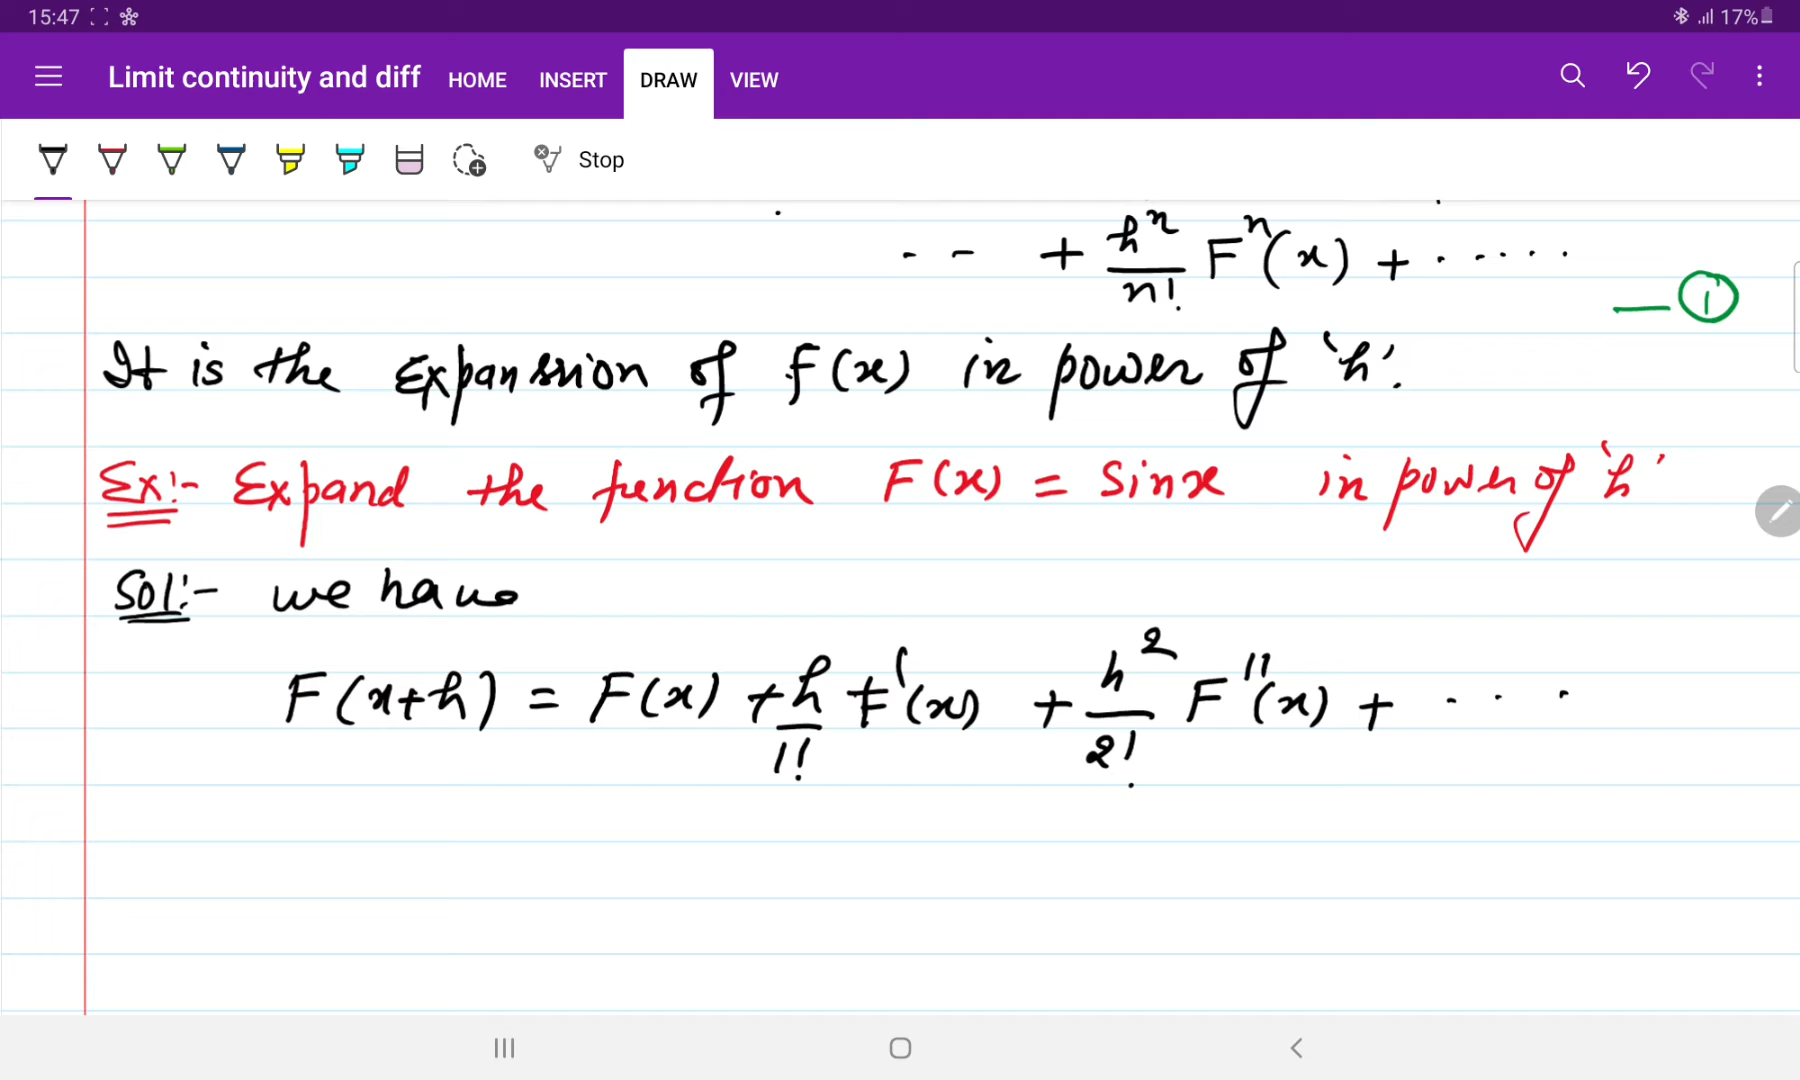 15:47 17%
Limit continuity and diff HOME INSERT DRAW VIEW
Stop
.. - + hⁿ/n! Fⁿ(x) + .....
— ①
It is the Expansion of f(x) in power of 'h'.
Ex:- Expand the function F(x) = Sinx in power of 'h'
Sol:- we have
F(x+h) = F(x) + h/1! F'(x) + h²/2! F''(x) + . . .